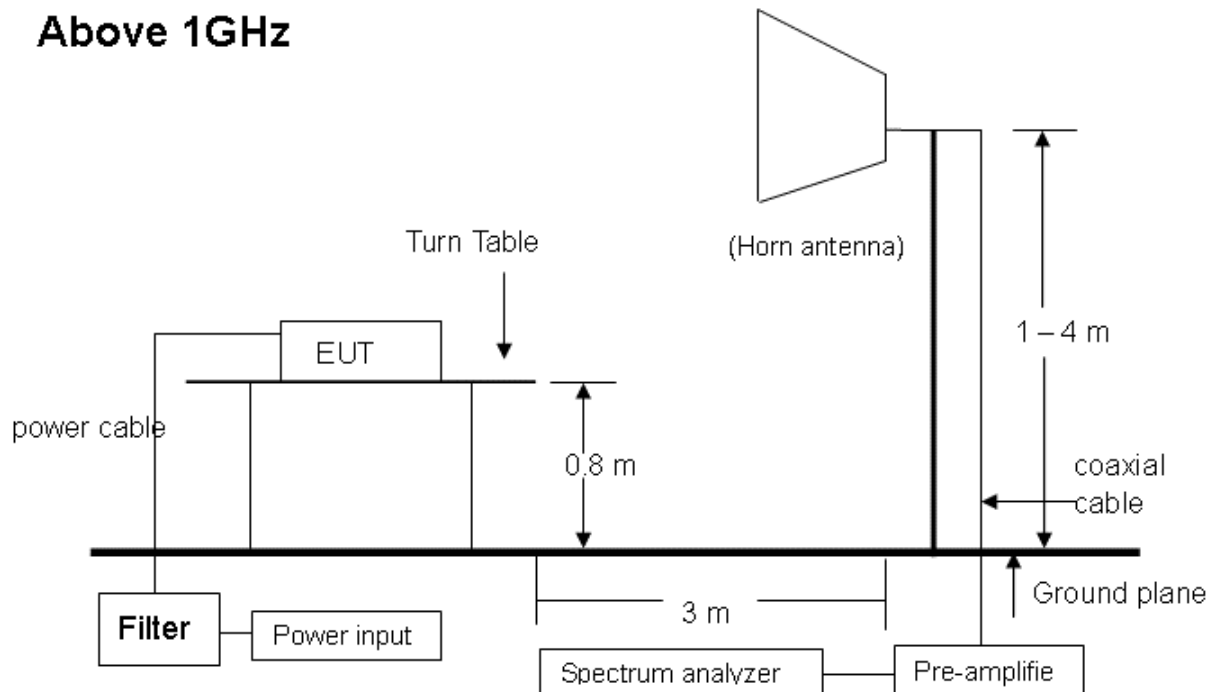 Above 1GHz
(Horn antenna)
Turn Table
1 – 4 m
EUT
power cable
0.8 m
coaxial
cable
Ground plane
Filter
Power input
3 m
Spectrum analyzer
Pre-amplifie